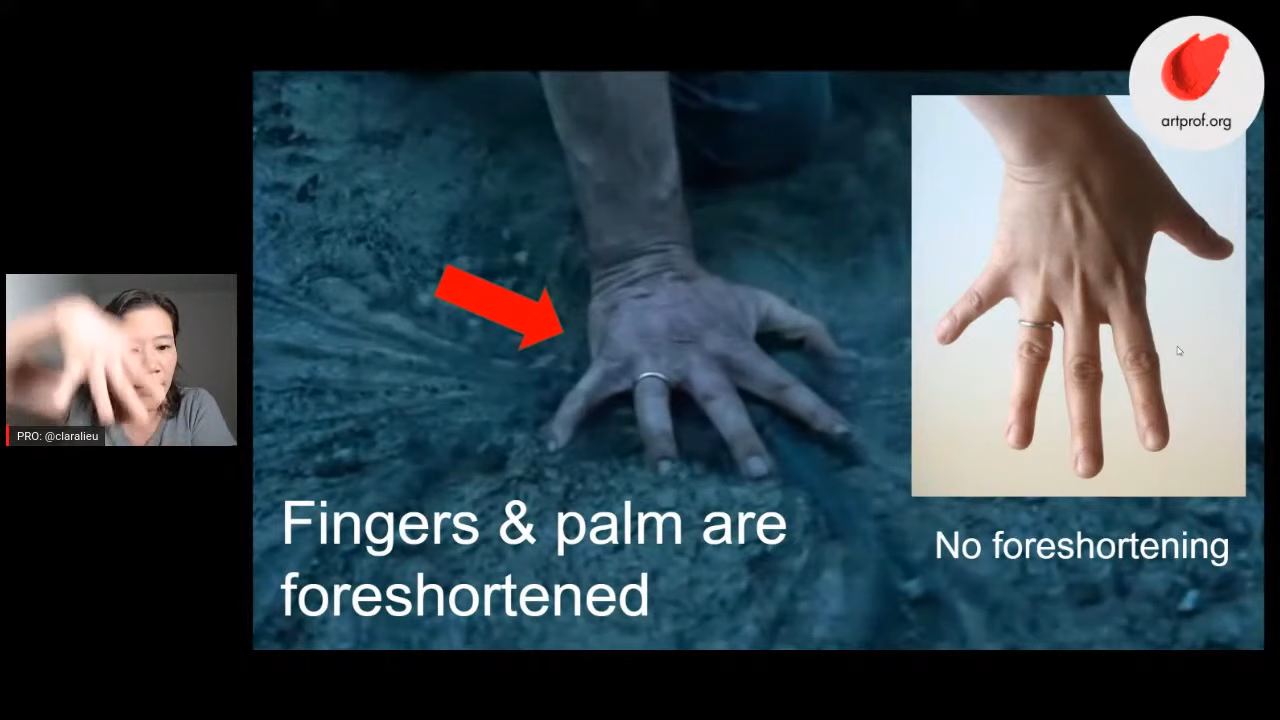 artprof.org
PRO: @claralieu
Fingers & palm are
foreshortened
No foreshortening